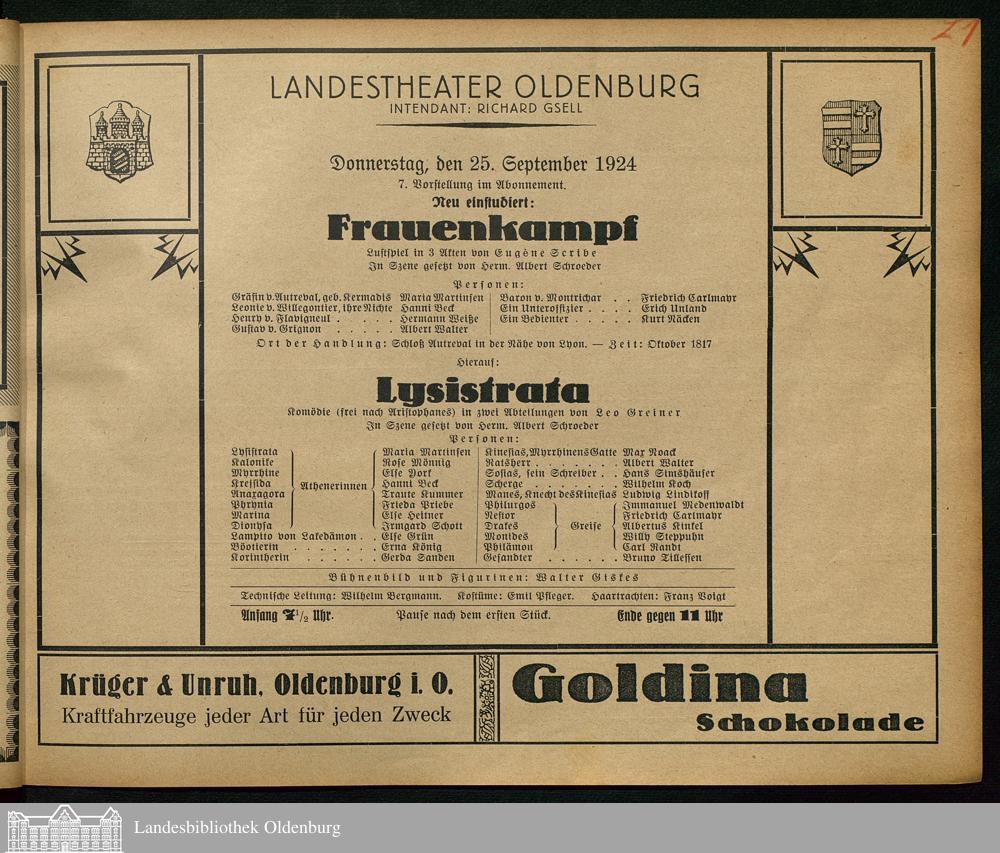 21
LANDESTHEATER OLDENBURG
INTENDANT: RICHARD GSELL
Donnerstag, den 25. September 1924
7. Vorstellung im Abonnement.
Neu einstudiert:
Frauenkampf
Lustspiel in 3 Akten von Eugène Scribe
In Szene gesetzt von Herm. Albert Schroeder
Personen:
Gräfin v. Autreval, geb. Kermadis Maria Martinsen
Leonie v. Villegontier, ihre Nichte Hanni Beck
Henry v. Flavigneul . . . . . Hermann Weiße
Gustav v. Grignon . . . . . Albert Walter
Baron v. Montrichar . . Friedrich Carlmayr
Ein Unteroffizier . . . . Erich Unland
Ein Bedienter . . . . . Kurt Näcken
Ort der Handlung: Schloß Autreval in der Nähe von Lyon. — Zeit: Oktober 1817
Hierauf:
Lysistrata
Komödie (frei nach Aristophanes) in zwei Abteilungen von Leo Greiner
In Szene gesetzt von Herm. Albert Schroeder
Personen:
Lysistrata Maria Martinsen
Kalonike Rose Mönnig
Myrrhine Else Dorf
Kressida Hanni Beck
Athenerinnen
Anaxagora Traute Kummer
Phrynia Frieda Priebe
Marina Else Heitner
Dionysa Irmgard Schott
Lampito von Lakedämon . . Else Grün
Böotierin . . . . . . . Erna König
Korintherin . . . . . . . Gerda Sanden
Kinesias, Myrrhinens Gatte Max Noack
Ratsherr . . . . . . . Albert Walter
Sosias, sein Schreiber . . Hans Simshäuser
Scherge . . . . . . . Wilhelm Koch
Manes, Knecht des Kinesias Ludwig Lindikoff
Philurgos Immanuel Medenwaldt
Nestor Friedrich Carlmayr
Drakes Greise Albertus Kinkel
Monides Willy Steppuhn
Philämon Carl Randt
Gesandter . . . . . . Bruno Tillessen
Bühnenbild und Figurinen: Walter Giskes
Technische Leitung: Wilhelm Bergmann. Kostüme: Emil Pfleger. Haartrachten: Franz Voigt
Anfang 7 1/2 Uhr. Pause nach dem ersten Stück. Ende gegen 11 Uhr
Krüger & Unruh, Oldenburg i. O.
Kraftfahrzeuge jeder Art für jeden Zweck
Goldina
Schokolade
Landesbibliothek Oldenburg